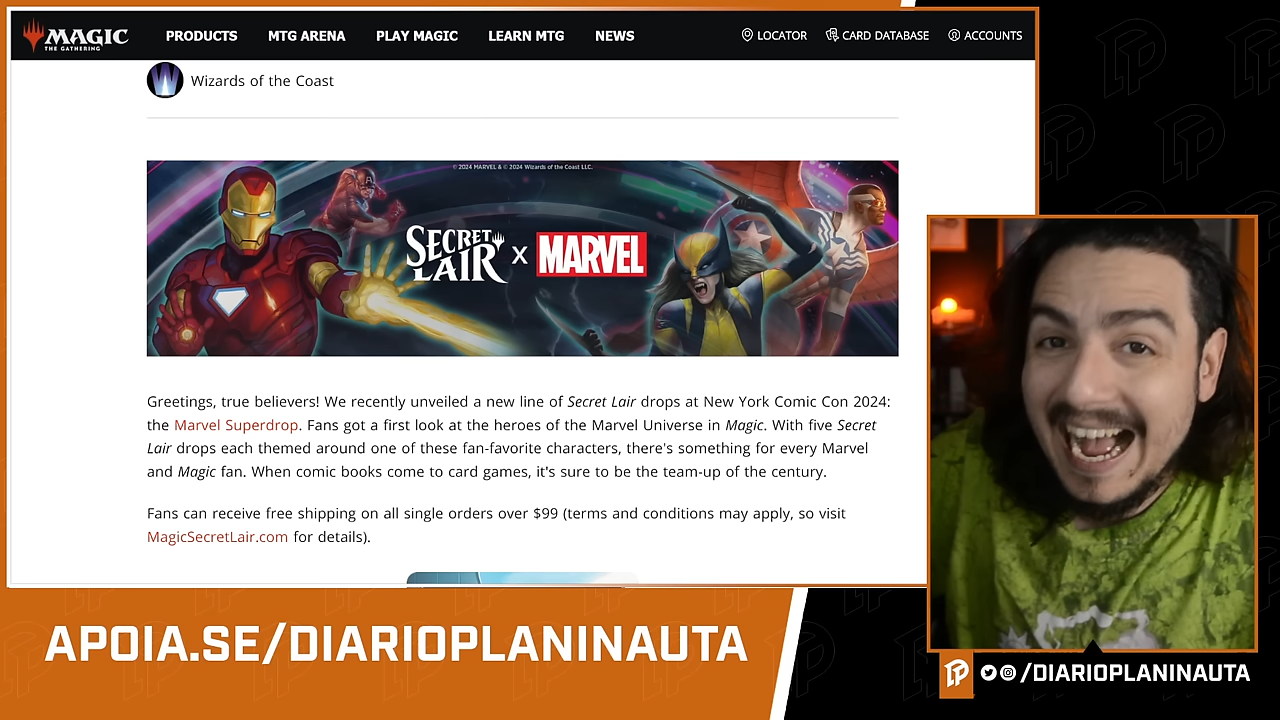 MAGIC
THE GATHERING
PRODUCTS
MTG ARENA
PLAY MAGIC
LEARN MTG
NEWS
LOCATOR
CARD DATABASE
ACCOUNTS
Wizards of the Coast
© 2024 MARVEL & © 2024 Wizards of the Coast LLC.
SECRET
LAIR
X
MARVEL
Greetings, true believers! We recently unveiled a new line of Secret Lair drops at New York Comic Con 2024:
the Marvel Superdrop. Fans got a first look at the heroes of the Marvel Universe in Magic. With five Secret
Lair drops each themed around one of these fan-favorite characters, there's something for every Marvel
and Magic fan. When comic books come to card games, it's sure to be the team-up of the century.
Fans can receive free shipping on all single orders over $99 (terms and conditions may apply, so visit
MagicSecretLair.com for details).
APOIA.SE/DIARIOPLANINAUTA
/DIARIOPLANINAUTA